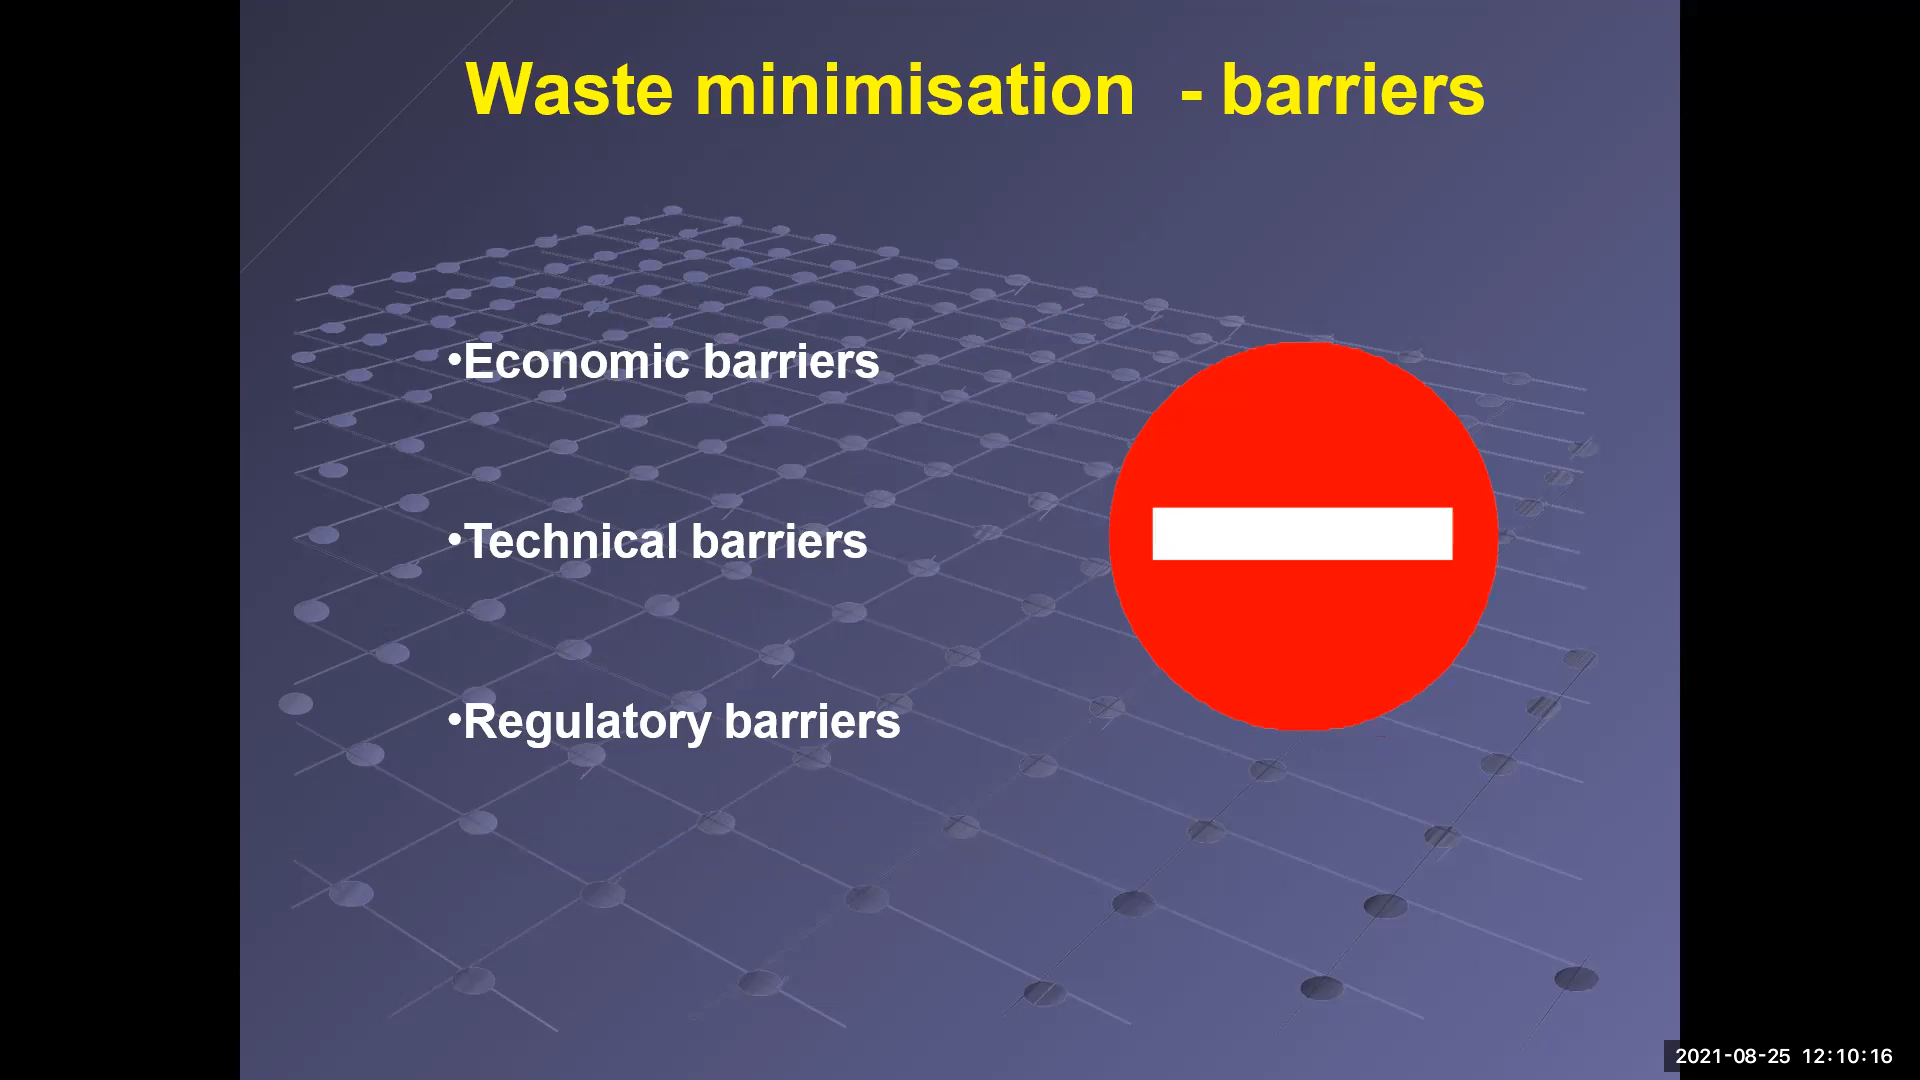 Waste minimisation  - barriers
•Economic barriers
•Technical barriers
•Regulatory barriers
2021-08-25 12:10:16